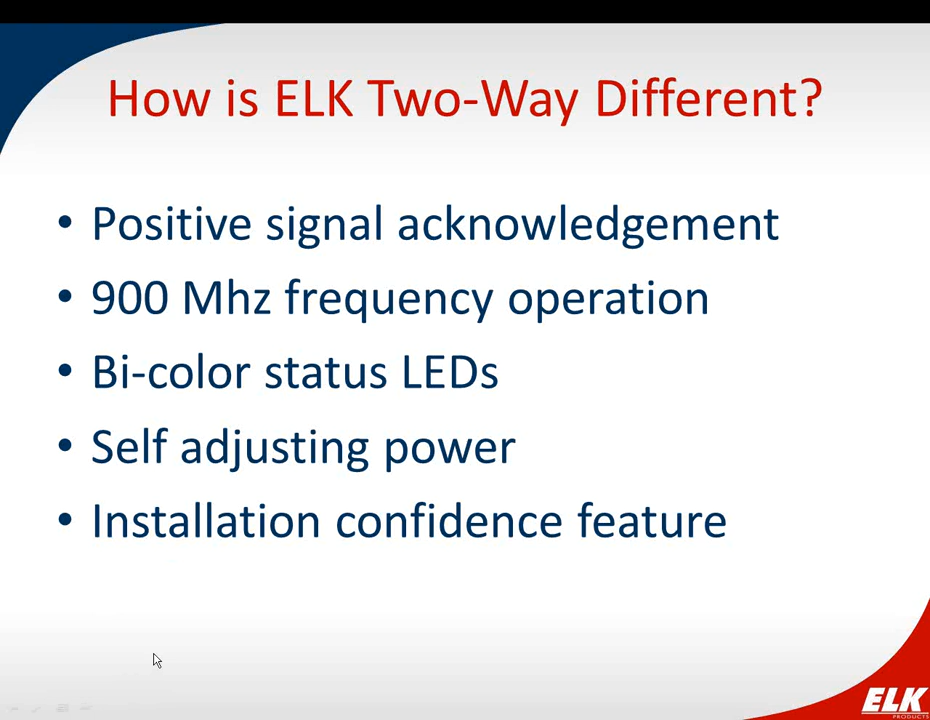 How is ELK Two-Way Different?
• Positive signal acknowledgement
• 900 Mhz frequency operation
• Bi-color status LEDs
• Self adjusting power
• Installation confidence feature
ELK
PRODUCTS